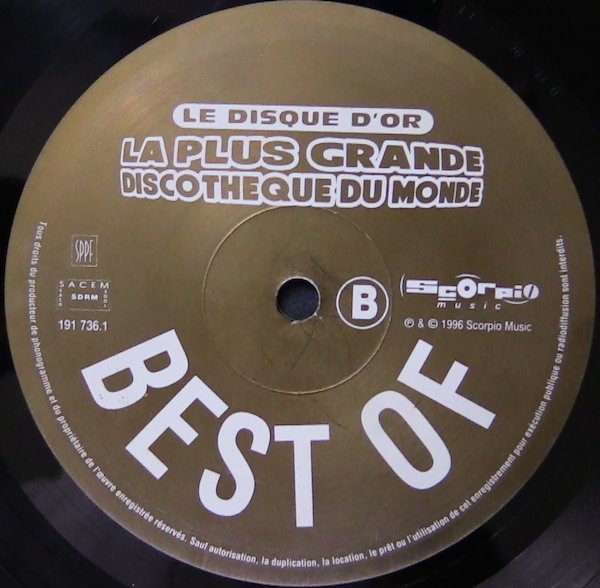 LE DISQUE D'OR
LA PLUS GRANDE
DISCOTHEQUE DU MONDE
SPPF
SACEM
SDRM
191 736.1
B
Scorpio
music
℗ & © 1996 Scorpio Music
BEST OF
Tous droits du producteur de phonogramme et du propriétaire de l'œuvre enregistrée réservés. Sauf autorisation, la duplication, la location, le prêt ou l'utilisation de cet enregistrement pour exécution publique ou radiodiffusion sont interdits.